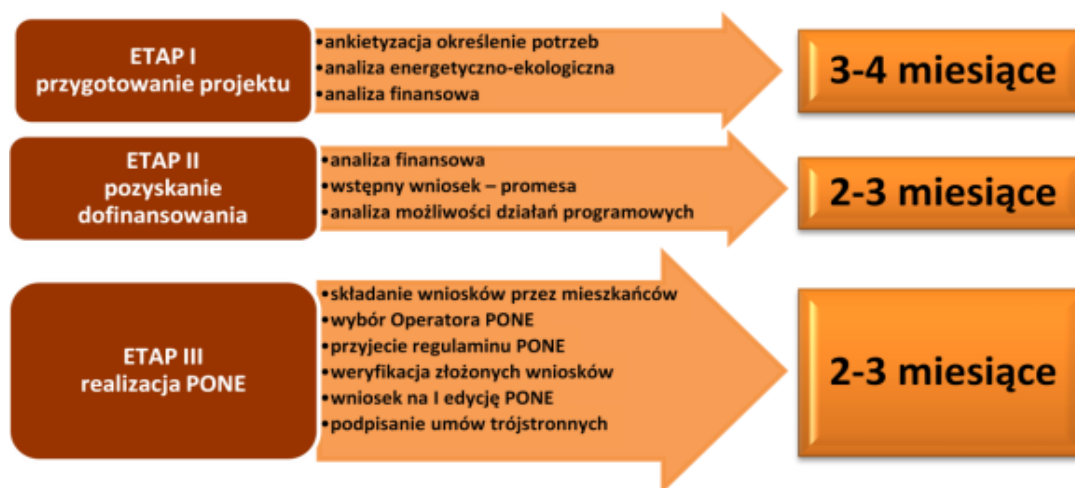 ETAP I
przygotowanie projektu
•ankietyzacja określenie potrzeb
•analiza energetyczno-ekologiczna
•analiza finansowa
3-4 miesiące
ETAP II
pozyskanie
dofinansowania
•analiza finansowa
•wstępny wniosek – promesa
•analiza możliwości działań programowych
2-3 miesiące
ETAP III
realizacja PONE
•składanie wniosków przez mieszkańców
•wybór Operatora PONE
•przyjecie regulaminu PONE
•weryfikacja złożonych wniosków
•wniosek na I edycję PONE
•podpisanie umów trójstronnych
2-3 miesiące